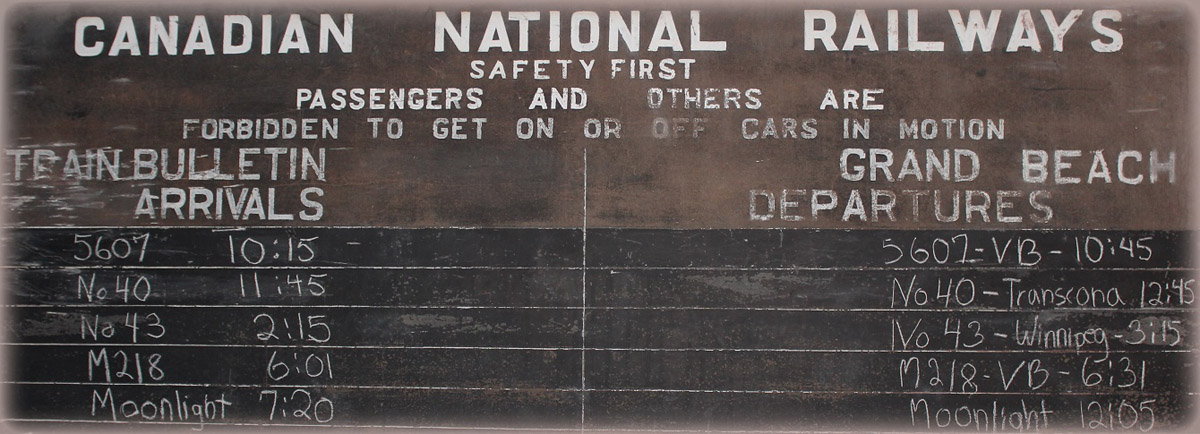 CANADIAN NATIONAL RAILWAYS
SAFETY FIRST
PASSENGERS AND OTHERS ARE
FORBIDDEN TO GET ON OR OFF CARS IN MOTION
TRAIN BULLETIN GRAND BEACH
ARRIVALS DEPARTURES
5607 10:15 - 5607-VB-10:45
No 40 11:45 No 40-Transcona 12:45
No 43 2:15 No 43-Winnipeg-3:15
M218 6:01 M218-VB-6:31
Moonlight 7:20 Moonlight 12:05